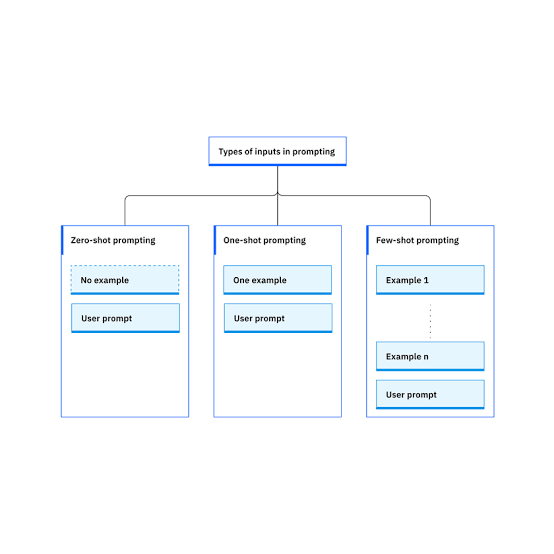 Types of inputs in prompting
Zero-shot prompting
No example
User prompt
One-shot prompting
One example
User prompt
Few-shot prompting
Example 1
Example n
User prompt